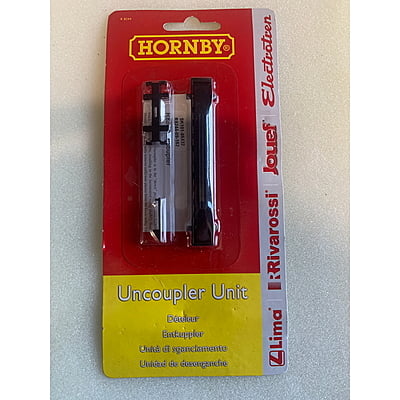 HORNBY®
Electrotren
Jouef®
Rivarossi®
Lima®
Uncoupler Unit
Dételeur
Entkuppler
Unità di sganciamento
Unidad de desenganche